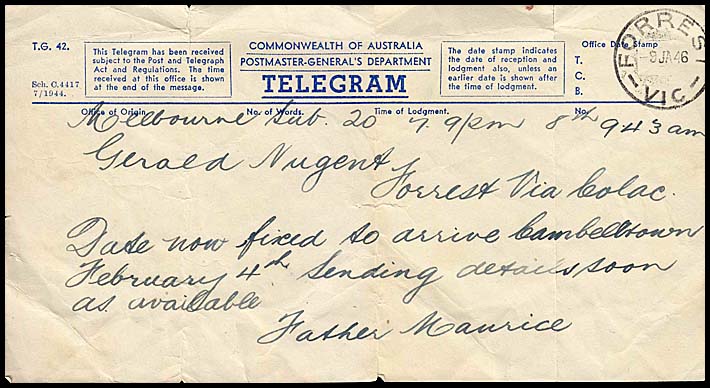 T.G. 42.
This Telegram has been received
subject to the Post and Telegraph
Act and Regulations. The time
received at this office is shown
at the end of the message.
COMMONWEALTH OF AUSTRALIA
POSTMASTER-GENERAL'S DEPARTMENT
TELEGRAM
The date stamp indicates
the date of reception and
lodgment also, unless an
earlier date is shown after
the time of lodgment.
Office Date Stamp
T.
C.
B.
FORREST
9 JA 46
VIC
Sch. C.4417
7/1944.
Office of Origin. No. of Words. Time of Lodgment. No.
Melbourne Sub. 20 7.9pm 8th 943am
Gerald Nugent
Forrest Via Colac.
Date now fixed to arrive Cambelltown
February 4th Sending details soon
as available
Father Maurice